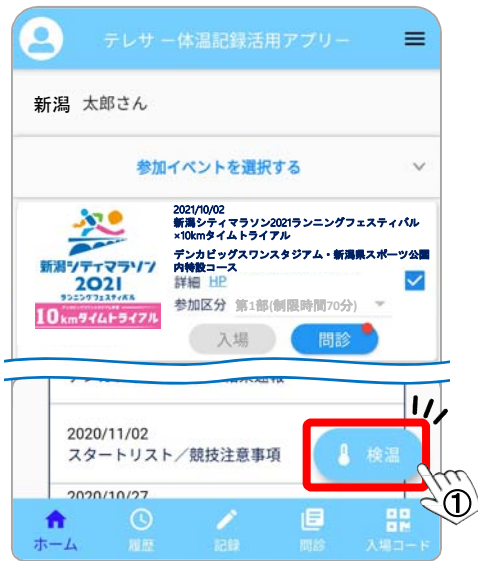 テレサ ー体温記録活用アプリー
新潟 太郎さん
参加イベントを選択する
2021/10/02
新潟シティマラソン2021ランニングフェスティバル
×10kmタイムトライアル
デンカビッグスワンスタジアム・新潟県スポーツ公園
内特設コース
詳細 HP
参加区分 第1部(制限時間70分)
新潟シティマラソン
2021
ランニングフェスティバル
10kmタイムトライアル
入場 問診
2020/11/02
スタートリスト／競技注意事項
検温
①
2020/10/27
ホーム 履歴 記録 問診 入場コード